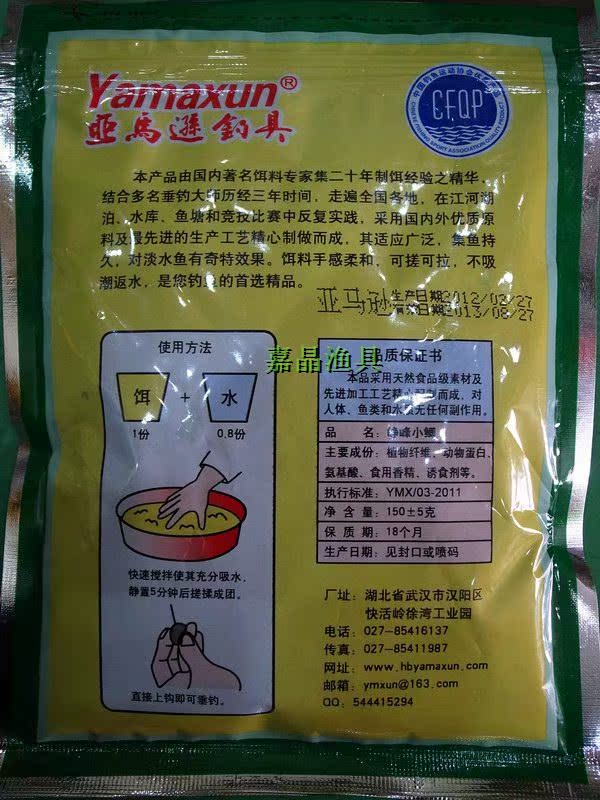 Yamaxun®
亚马逊钓具
CFQP
本产品由国内著名饵料专家集二十年制饵经验之精华，
结合多名垂钓大师历经三年时间，走遍全国各地，在江河湖
泊、水库、鱼塘和竞技比赛中反复实践，采用国内外优质原
料及最先进的生产工艺精心制做而成，其适应广泛，集鱼持
久，对淡水鱼有奇特效果。饵料手感柔和，可搓可拉，不吸
潮返水，是您钓鱼的首选精品。
亚马逊 生产日期2012/02/27
有效日期2013/08/27
嘉晶渔具
使用方法
饵 + 水
1份 0.8份
快速搅拌使其充分吸水，
静置5分钟后搓揉成团。
直接上钩即可垂钓。
品质保证书
本品采用天然食品级素材及
先进加工工艺精心配制而成，对
人体、鱼类和水质无任何副作用。
品 名：峥峰小鲫
主要成份：植物纤维、动物蛋白、
氨基酸、食用香精、诱食剂等。
执行标准：YMX/03-2011
净 含 量：150±5克
保 质 期：18个月
生产日期：见封口或喷码
厂址：湖北省武汉市汉阳区
快活岭徐湾工业园
电话：027-85416137
传真：027-85411987
网址：www.hbyamaxun.com
邮箱：ymxun@163.com
QQ：544415294